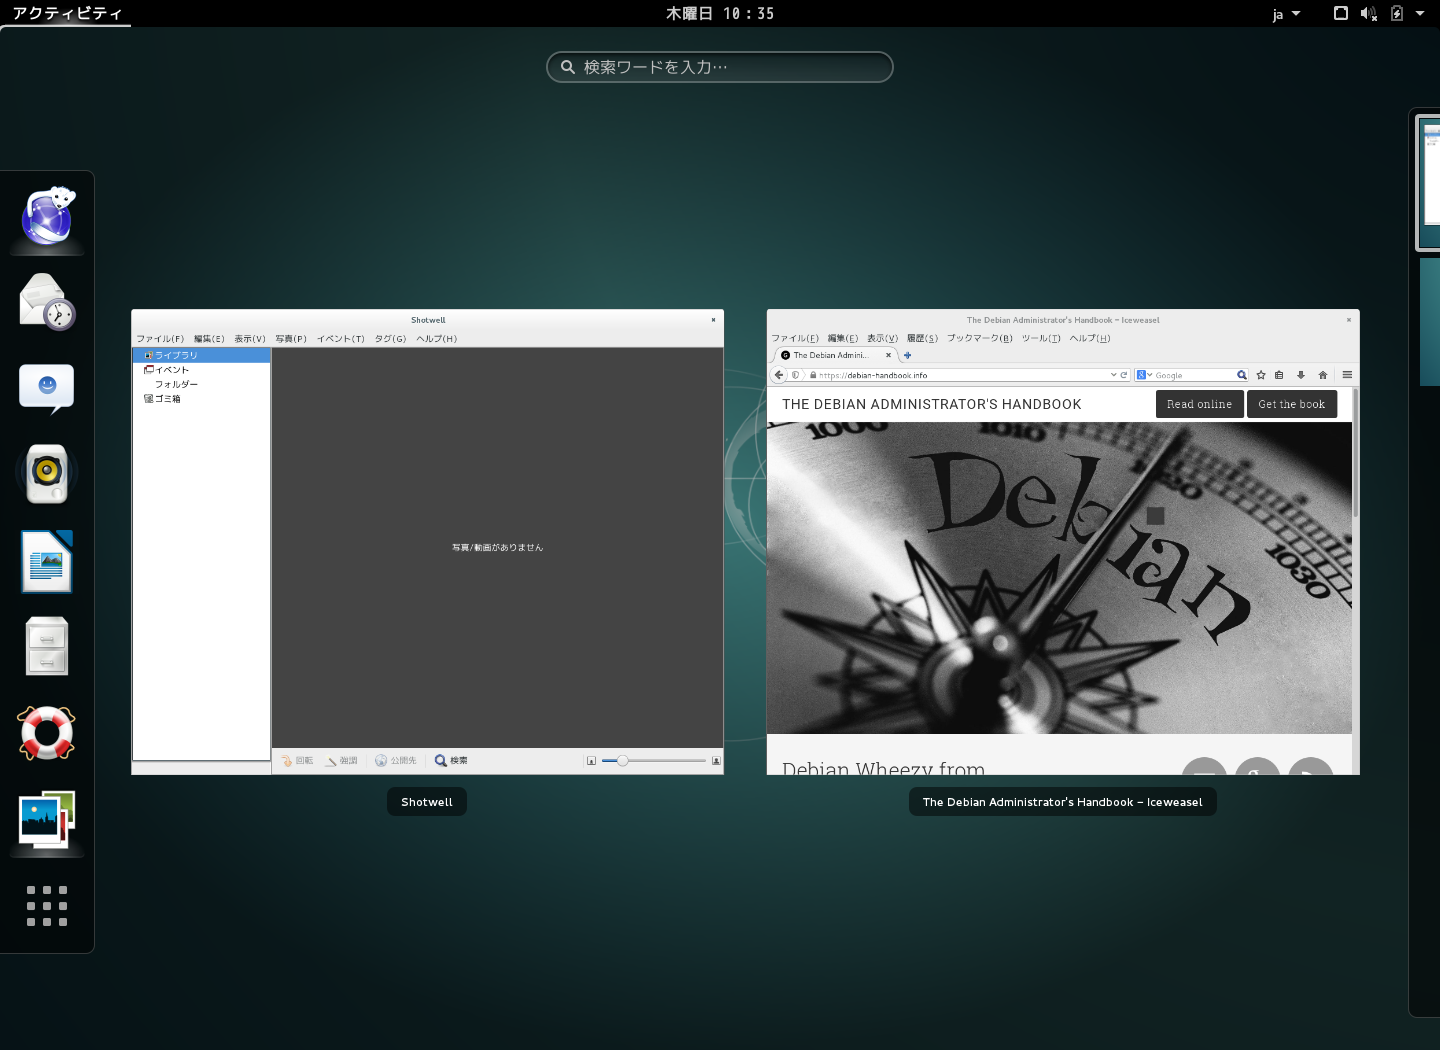 アクティビティ
木曜日 10 : 35
ja
検索ワードを入力…
Shotwell
ファイル(F) 編集(E) 表示(V) 写真(P) イベント(T) タグ(G) ヘルプ(H)
ライブラリ
イベント
フォルダー
ゴミ箱
写真/動画がありません
回転 強調 公開先 検索
Shotwell
The Debian Administrator's Handbook – Iceweasel
ファイル(F) 編集(E) 表示(V) 履歴(S) ブックマーク(B) ツール(T) ヘルプ(H)
The Debian Admini...
https://debian-handbook.info
Google
THE DEBIAN ADMINISTRATOR'S HANDBOOK
Read online
Get the book
1000
1010
Debian
1030
Debian Wheezy from
The Debian Administrator's Handbook – Iceweasel